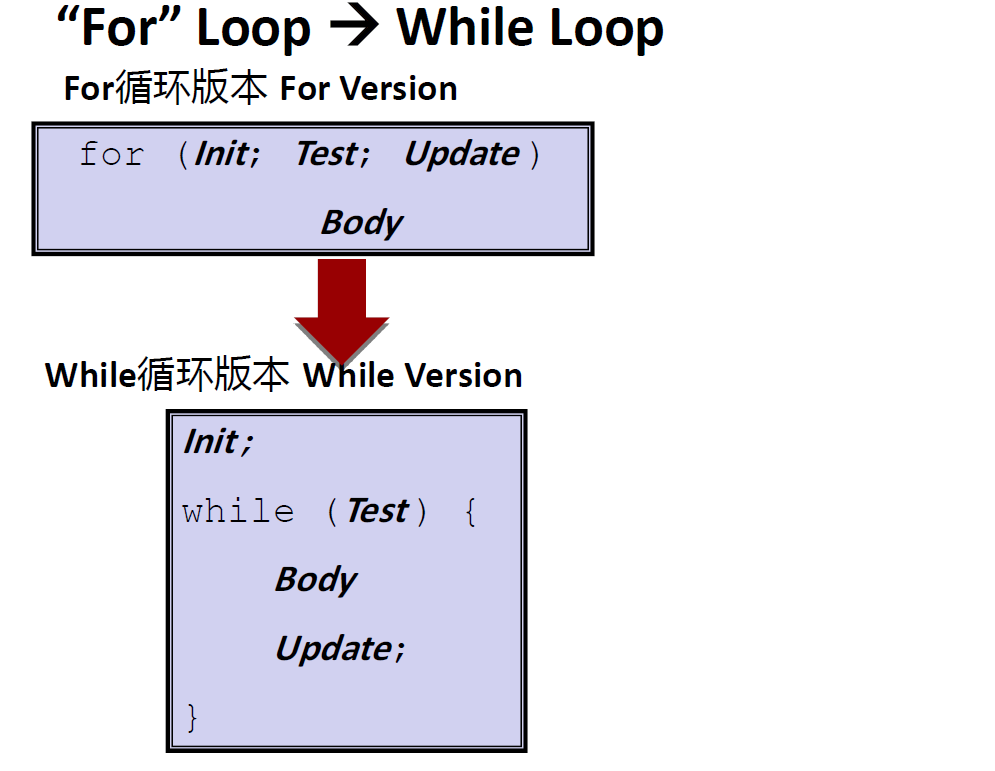 “For” Loop → While Loop
For循环版本 For Version
for (Init; Test; Update )
Body
While循环版本 While Version
Init;
while (Test) {
Body
Update;
}